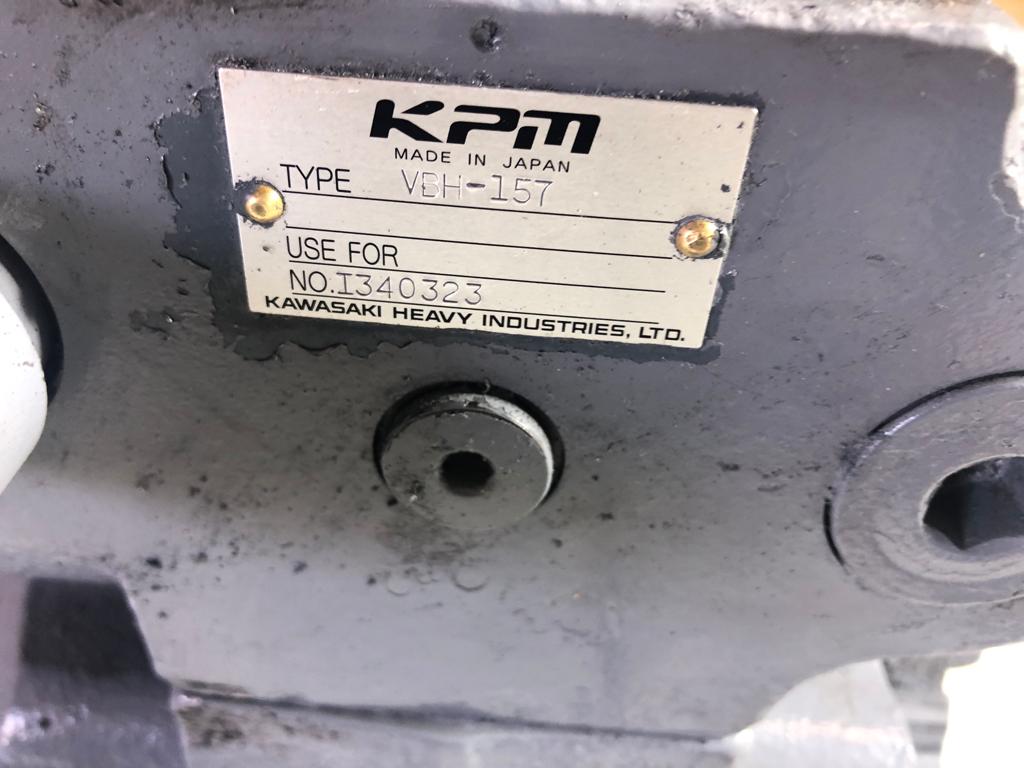 KPM
MADE IN JAPAN
TYPE VBH-157
USE FOR
NO.I340323
KAWASAKI HEAVY INDUSTRIES, LTD.